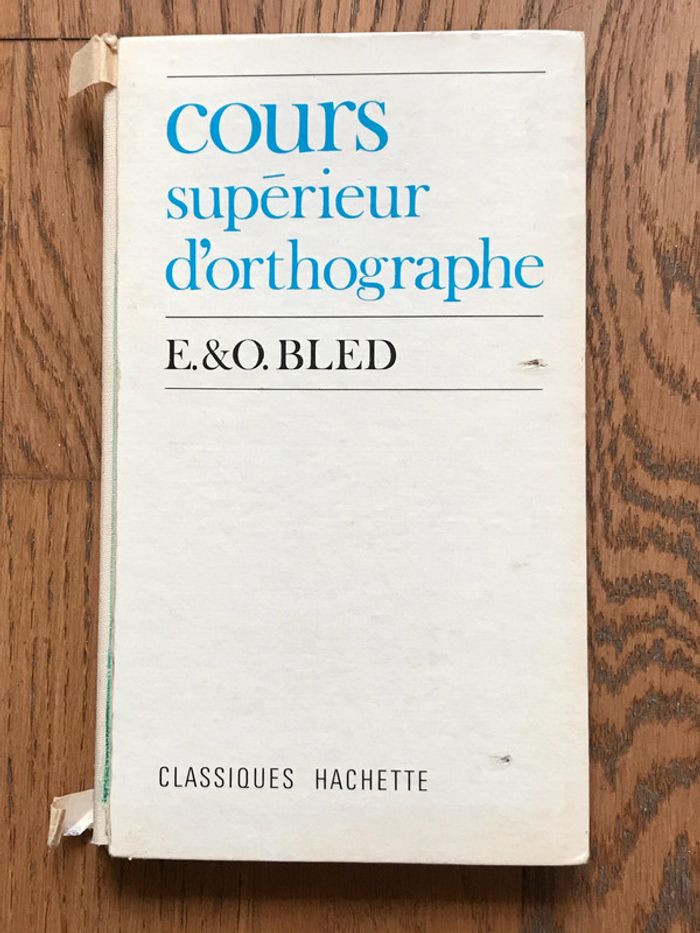 cours
supérieur
d'orthographe
E. & O. BLED
CLASSIQUES HACHETTE